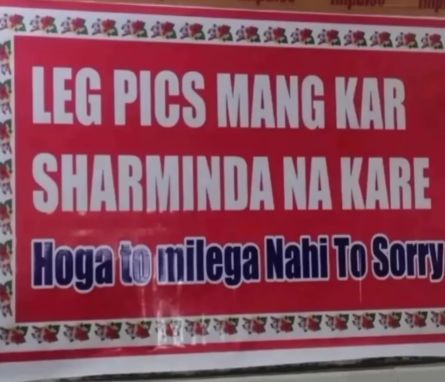 LEG PICS MANG KAR
SHARMINDA NA KARE
Hoga to milega Nahi To Sorry